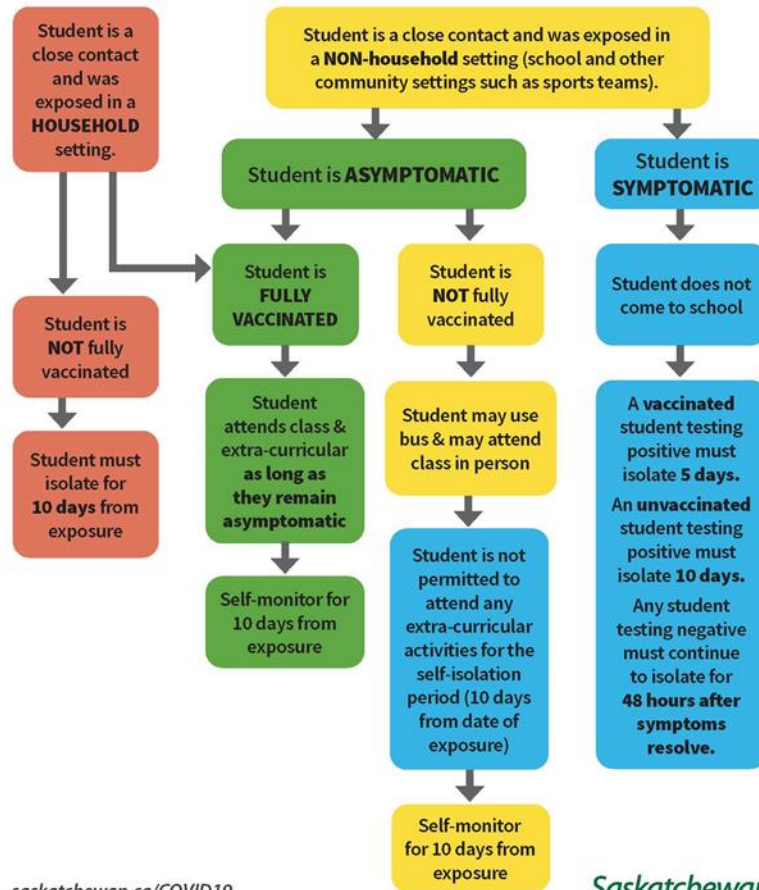 Student is a
close contact
and was
exposed in a
HOUSEHOLD
setting.
Student is a close contact and was exposed in
a NON-household setting (school and other
community settings such as sports teams).
Student is ASYMPTOMATIC
Student is
SYMPTOMATIC
Student is
FULLY
VACCINATED
Student is
NOT fully
vaccinated
Student does not
come to school
Student is
NOT fully
vaccinated
Student
attends class &
extra-curricular
as long as
they remain
asymptomatic
Student may use
bus & may attend
class in person
A vaccinated
student testing
positive must
isolate 5 days.
An unvaccinated
student testing
positive must
isolate 10 days.
Any student
testing negative
must continue
to isolate for
48 hours after
symptoms
resolve.
Student must
isolate for
10 days from
exposure
Student is not
permitted to
attend any
extra-curricular
activities for the
self-isolation
period (10 days
from date of
exposure)
Self-monitor for
10 days from
exposure
Self-monitor
for 10 days from
exposure
saskatchewan.ca/COVID19
Saskatchewan